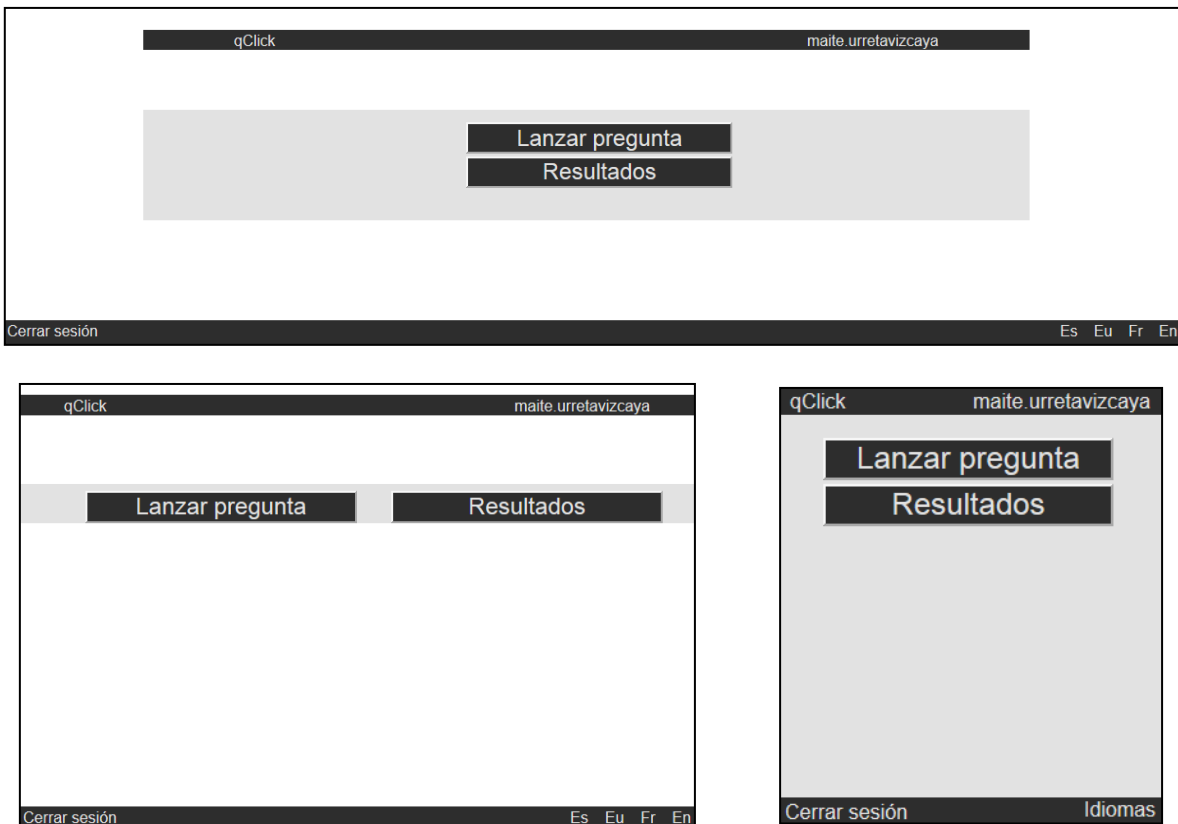 qClick maite.urretavizcaya
Lanzar pregunta
Resultados
Cerrar sesión Es Eu Fr En
qClick maite.urretavizcaya
Lanzar pregunta Resultados
Cerrar sesión Es Eu Fr En
qClick maite.urretavizcaya
Lanzar pregunta
Resultados
Cerrar sesión Idiomas